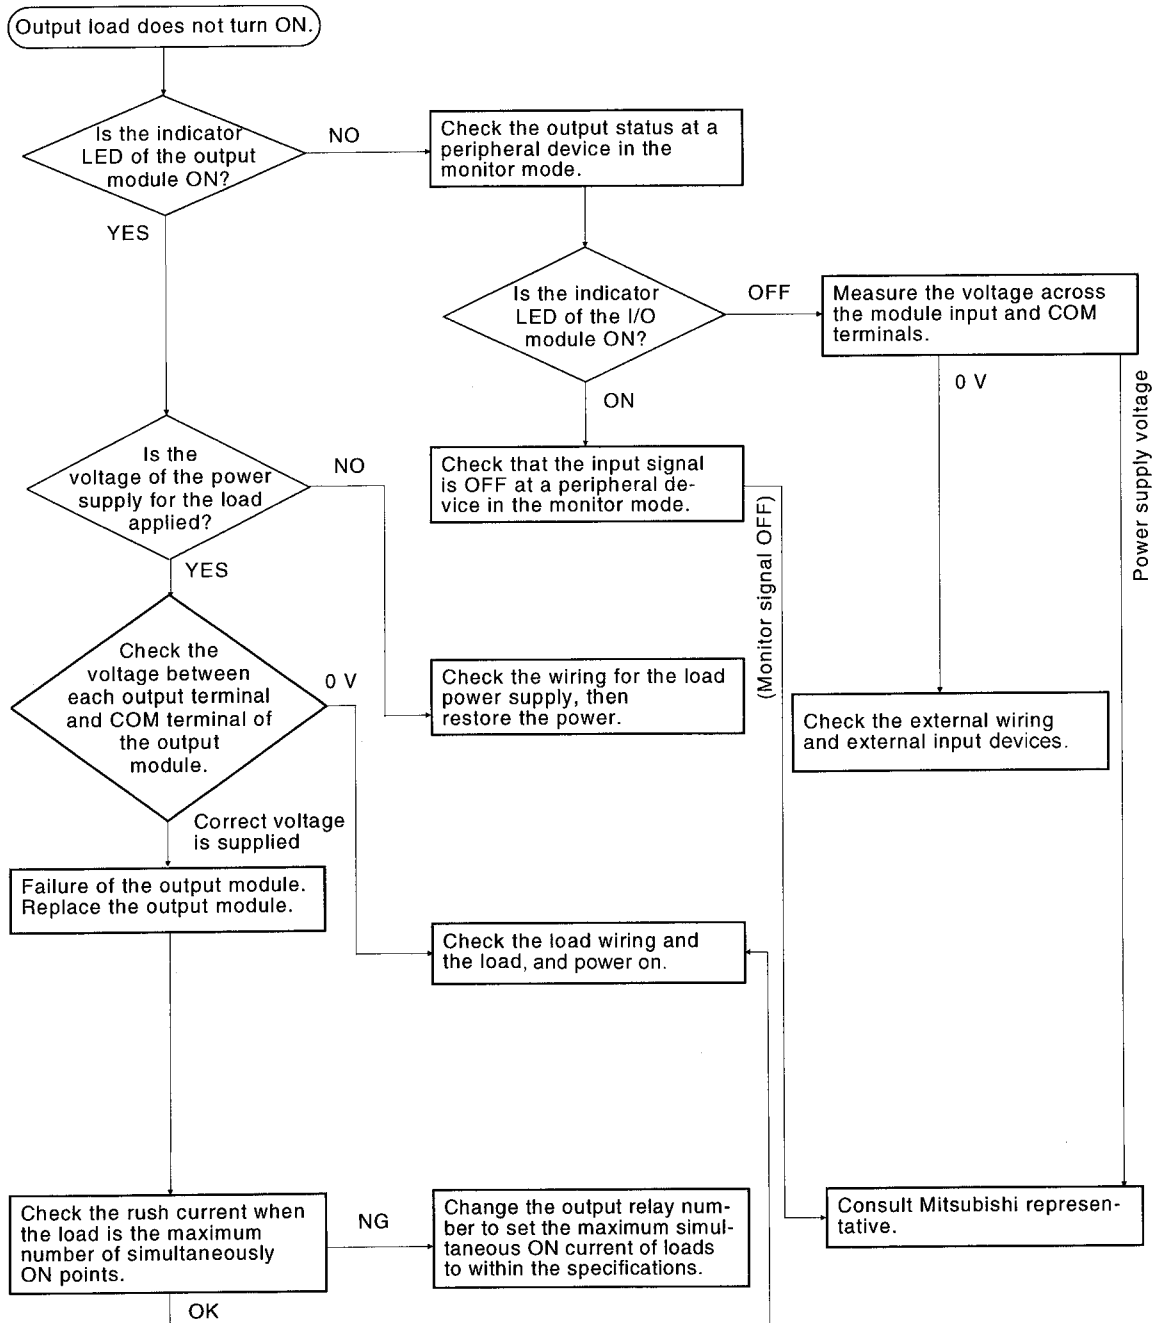 Output load does not turn ON.
Is the indicator
LED of the output
module ON?
NO
YES
Check the output status at a
peripheral device in the
monitor mode.
Is the indicator
LED of the I/O
module ON?
OFF
ON
Measure the voltage across
the module input and COM
terminals.
0 V
Power supply voltage
Is the
voltage of the power
supply for the load
applied?
NO
YES
Check that the input signal
is OFF at a peripheral de-
vice in the monitor mode.
(Monitor signal OFF)
Check the
voltage between
each output terminal
and COM terminal of
the output
module.
0 V
Correct voltage
is supplied
Check the wiring for the load
power supply, then
restore the power.
Check the external wiring
and external input devices.
Failure of the output module.
Replace the output module.
Check the load wiring and
the load, and power on.
Check the rush current when
the load is the maximum
number of simultaneously
ON points.
NG
OK
Change the output relay num-
ber to set the maximum simul-
taneous ON current of loads
to within the specifications.
Consult Mitsubishi represen-
tative.